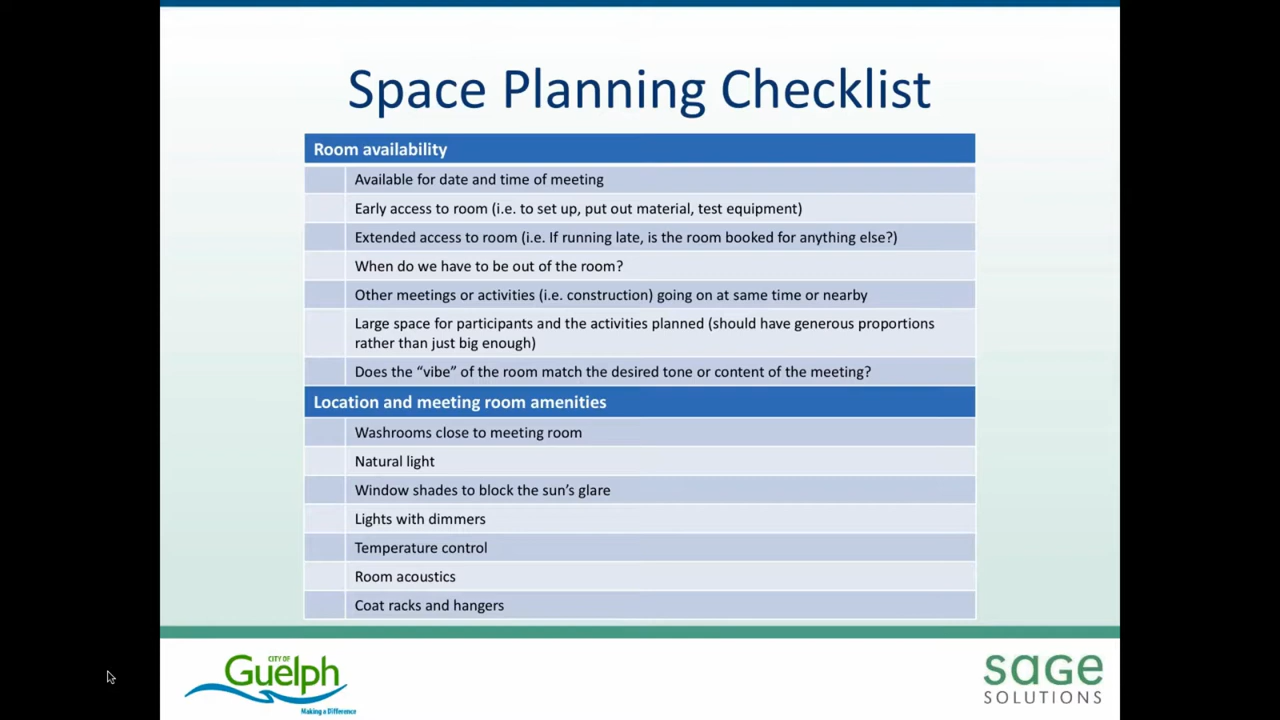 Space Planning Checklist
Room availability
Available for date and time of meeting
Early access to room (i.e. to set up, put out material, test equipment)
Extended access to room (i.e. If running late, is the room booked for anything else?)
When do we have to be out of the room?
Other meetings or activities (i.e. construction) going on at same time or nearby
Large space for participants and the activities planned (should have generous proportions
rather than just big enough)
Does the “vibe” of the room match the desired tone or content of the meeting?
Location and meeting room amenities
Washrooms close to meeting room
Natural light
Window shades to block the sun’s glare
Lights with dimmers
Temperature control
Room acoustics
Coat racks and hangers
CITY OF
Guelph
Making a Difference
sage
SOLUTIONS